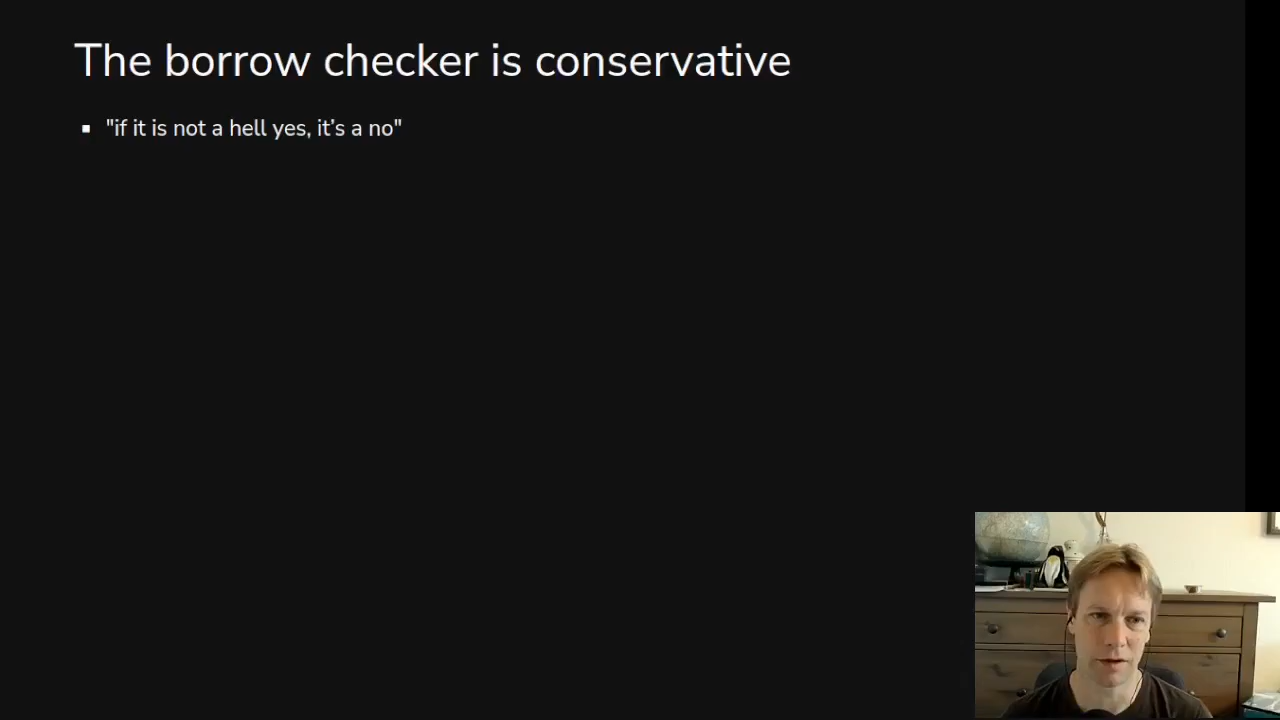 The borrow checker is conservative
▪ "if it is not a hell yes, it’s a no"